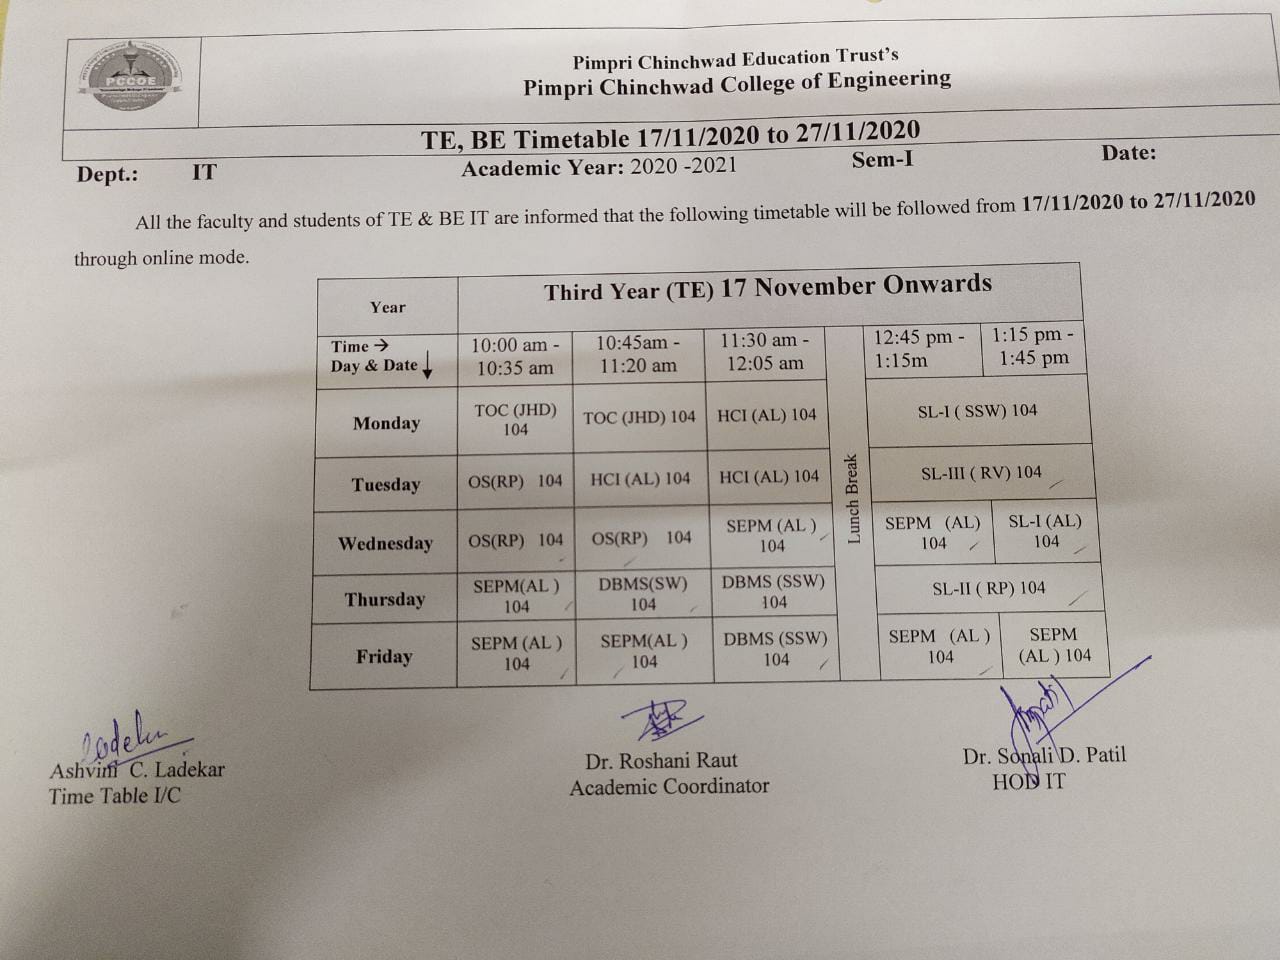 PCCOE
Pimpri Chinchwad Education Trust's
Pimpri Chinchwad College of Engineering
TE, BE Timetable 17/11/2020 to 27/11/2020
Dept.: IT Academic Year: 2020 -2021 Sem-I Date:
All the faculty and students of TE & BE IT are informed that the following timetable will be followed from 17/11/2020 to 27/11/2020
through online mode.
Year Third Year (TE) 17 November Onwards
Time → Day & Date ↓ 10:00 am - 10:35 am 10:45am - 11:20 am 11:30 am - 12:05 am Lunch Break 12:45 pm - 1:15m 1:15 pm - 1:45 pm
Monday TOC (JHD) 104 TOC (JHD) 104 HCI (AL) 104 SL-I ( SSW) 104
Tuesday OS(RP) 104 HCI (AL) 104 HCI (AL) 104 SL-III ( RV) 104
Wednesday OS(RP) 104 OS(RP) 104 SEPM (AL ) 104 SEPM (AL) 104 SL-I (AL) 104
Thursday SEPM(AL ) 104 DBMS(SW) 104 DBMS (SSW) 104 SL-II ( RP) 104
Friday SEPM (AL ) 104 SEPM(AL ) 104 DBMS (SSW) 104 SEPM (AL ) 104 SEPM (AL ) 104
Ashvini C. Ladekar
Time Table I/C
Dr. Roshani Raut
Academic Coordinator
Dr. Sonali D. Patil
HOD IT